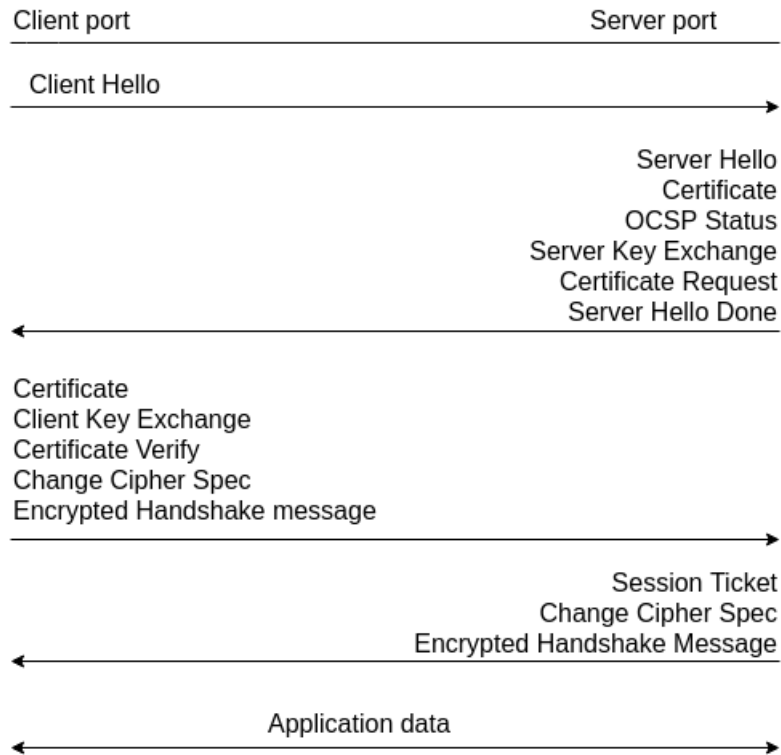 Client port Server port
Client Hello
Server Hello
Certificate
OCSP Status
Server Key Exchange
Certificate Request
Server Hello Done
Certificate
Client Key Exchange
Certificate Verify
Change Cipher Spec
Encrypted Handshake message
Session Ticket
Change Cipher Spec
Encrypted Handshake Message
Application data